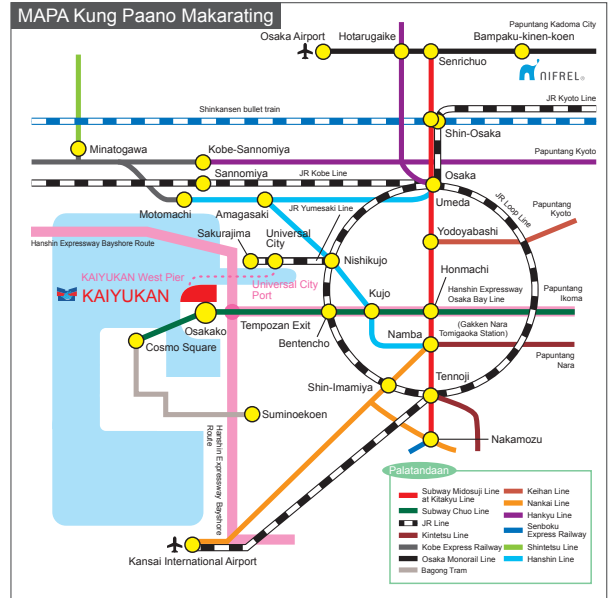 MAPA Kung Paano Makarating
Papuntang Kadoma City
Osaka Airport
Hotarugaike
Bampaku-kinen-koen
Senrichuo
NIFREL
JR Kyoto Line
Shinkansen bullet train
Shin-Osaka
Minatogawa
Kobe-Sannomiya
Papuntang Kyoto
Sannomiya
JR Kobe Line
Osaka
Motomachi
Amagasaki
Umeda
JR Loop Line
Papuntang
Kyoto
JR Yumesaki Line
Sakurajima
Universal
City
Yodoyabashi
Hanshin Expressway Bayshore Route
Nishikujo
KAIYUKAN West Pier
KAIYUKAN
Universal City
Port
Honmachi
Hanshin Expressway
Osaka Bay Line
Papuntang
Ikoma
Kujo
Osakako
Tempozan Exit
Bentencho
Namba
(Gakken Nara
Tomigaoka Station)
Cosmo Square
Papuntang
Nara
Tennoji
Shin-Imamiya
Suminoekoen
Nakamozu
Hanshin Expressway Bayshore
Route
Kansai International Airport
Palatandaan
Subway Midosuji Line
at Kitakyu Line
Subway Chuo Line
JR Line
Kintetsu Line
Kobe Express Railway
Osaka Monorail Line
Bagong Tram
Keihan Line
Nankai Line
Hankyu Line
Senboku
Express Railway
Shintetsu Line
Hanshin Line